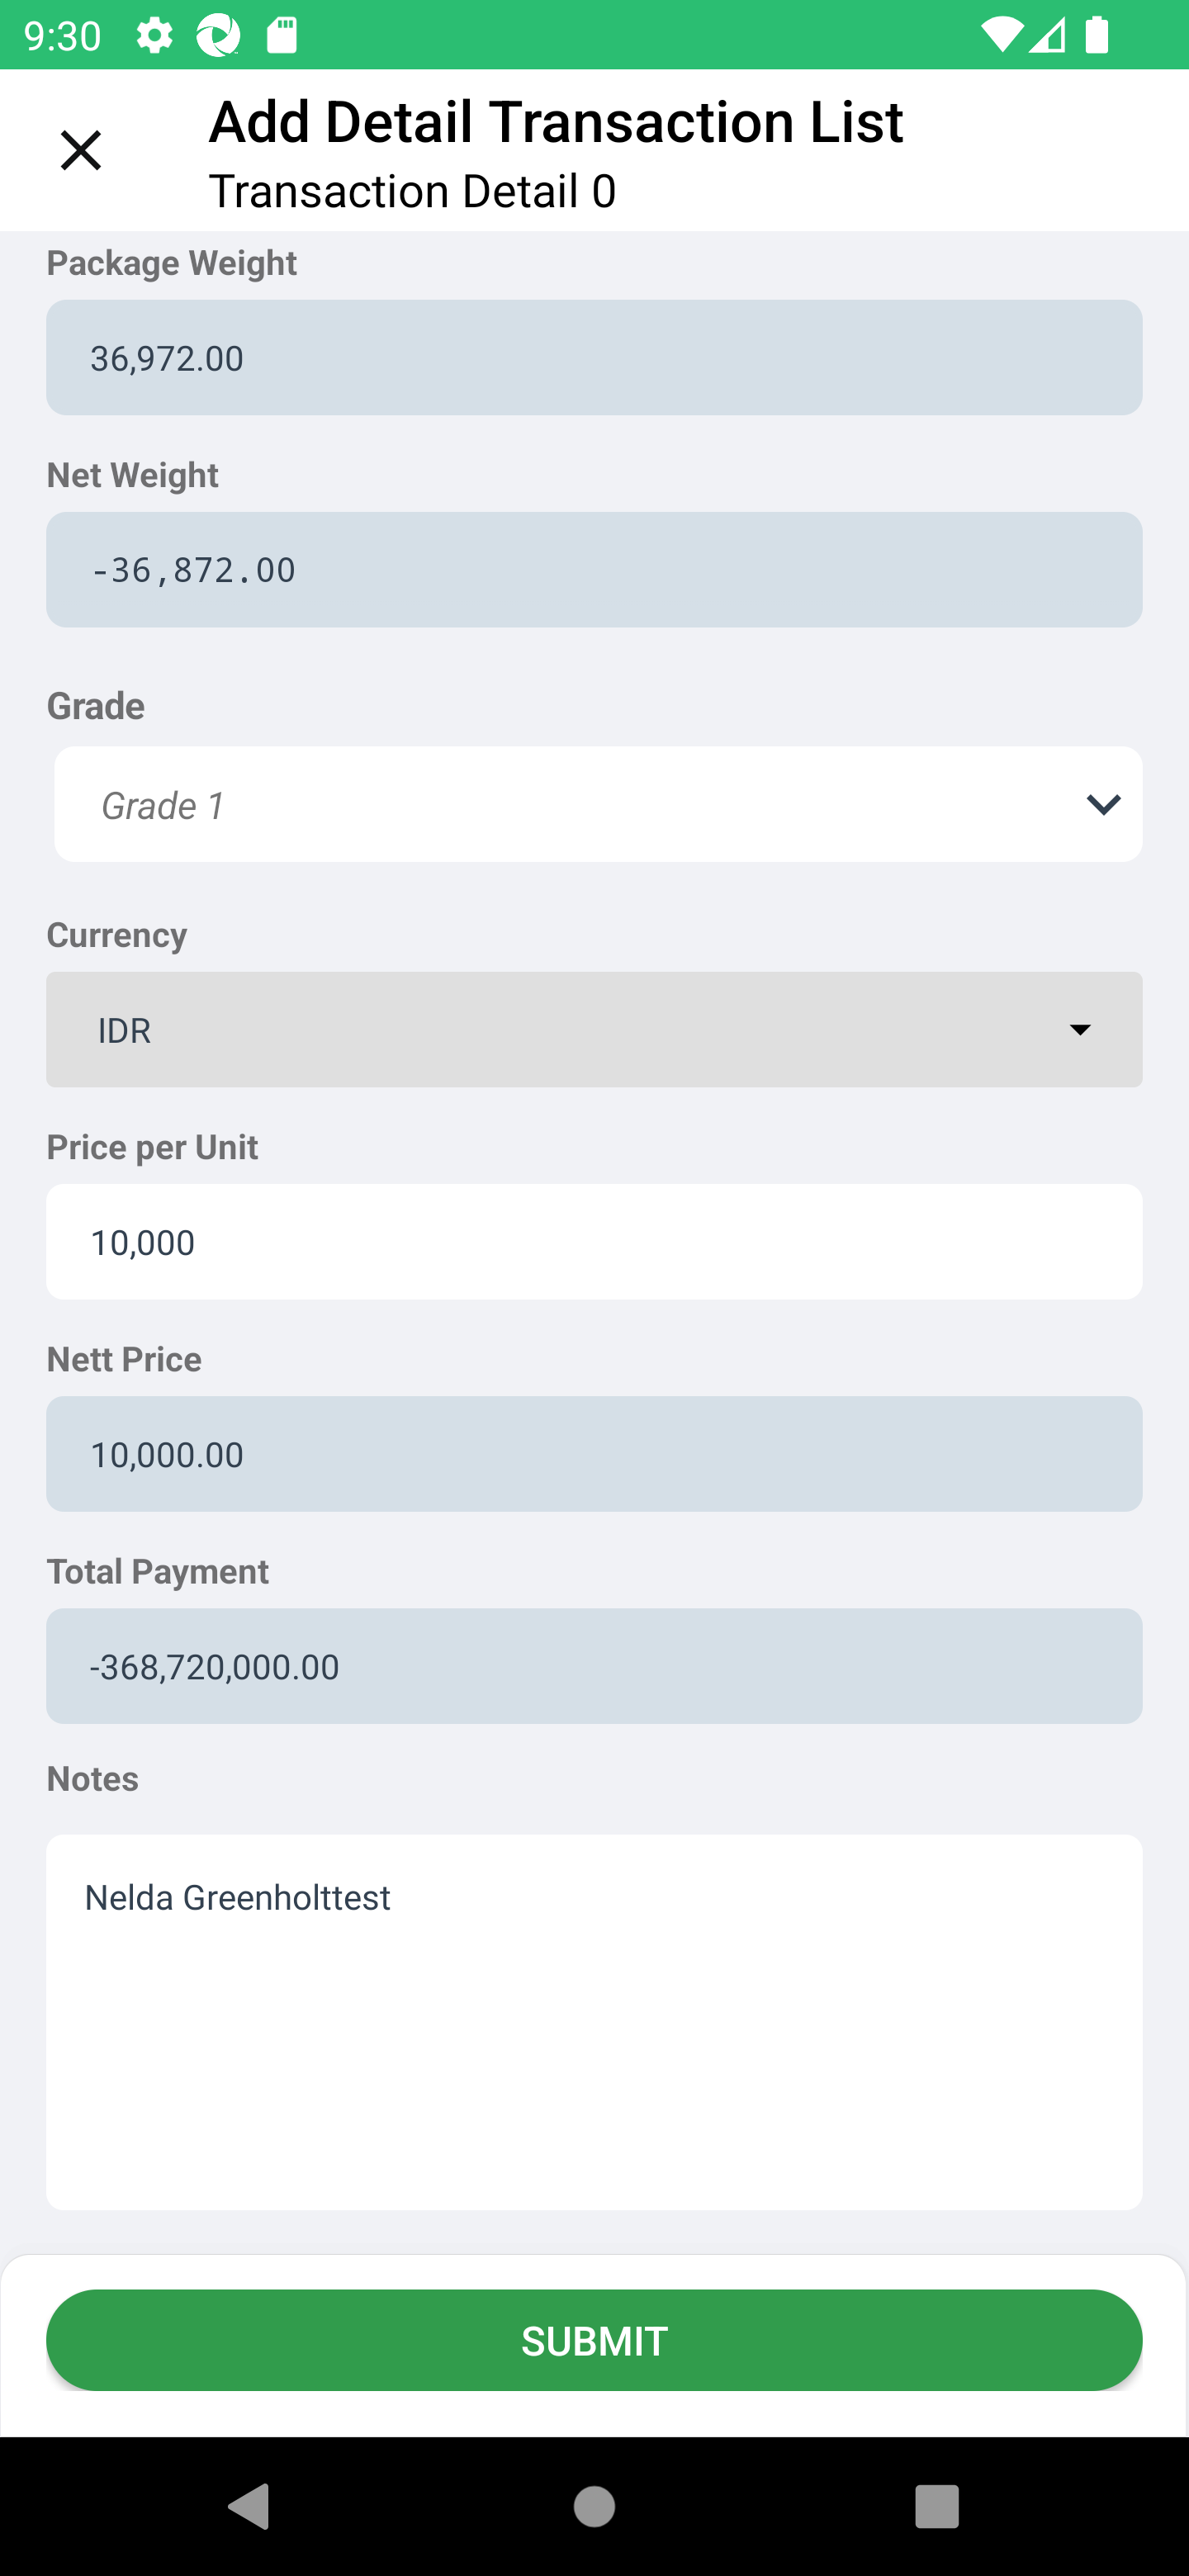 9:30
Add Detail Transaction List
Transaction Detail 0
Package Weight
36,972.00
Net Weight
-36,872.00
Grade
Grade 1
Currency
IDR
Price per Unit
10,000
Nett Price
10,000.00
Total Payment
-368,720,000.00
Notes
Nelda Greenholttest
SUBMIT